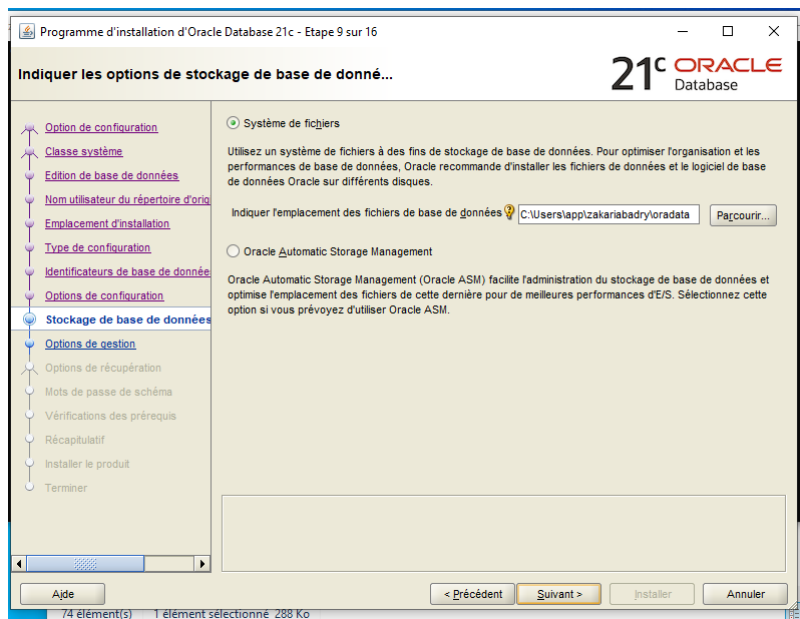 Programme d'installation d'Oracle Database 21c - Etape 9 sur 16
Indiquer les options de stockage de base de donné...
21c ORACLE
Database
Option de configuration
Classe système
Edition de base de données
Nom utilisateur du répertoire d'orig
Emplacement d'installation
Type de configuration
Identificateurs de base de donnée
Options de configuration
Stockage de base de données
Options de gestion
Options de récupération
Mots de passe de schéma
Vérifications des prérequis
Récapitulatif
Installer le produit
Terminer
Système de fichiers
Utilisez un système de fichiers à des fins de stockage de base de données. Pour optimiser l'organisation et les
performances de base de données, Oracle recommande d'installer les fichiers de données et le logiciel de base
de données Oracle sur différents disques.
Indiquer l'emplacement des fichiers de base de données C:\Users\app\zakariabadry\oradata Parcourir...
Oracle Automatic Storage Management
Oracle Automatic Storage Management (Oracle ASM) facilite l'administration du stockage de base de données et
optimise l'emplacement des fichiers de cette dernière pour de meilleures performances d'E/S. Sélectionnez cette
option si vous prévoyez d'utiliser Oracle ASM.
Aide < Précédent Suivant > Installer Annuler
74 élément(s) 1 élément sélectionné 288 Ko